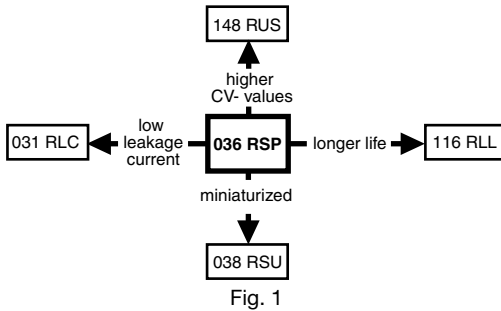 148 RUS
higher
CV- values
031 RLC
low
leakage
current
036 RSP
longer life
116 RLL
miniaturized
038 RSU
Fig. 1